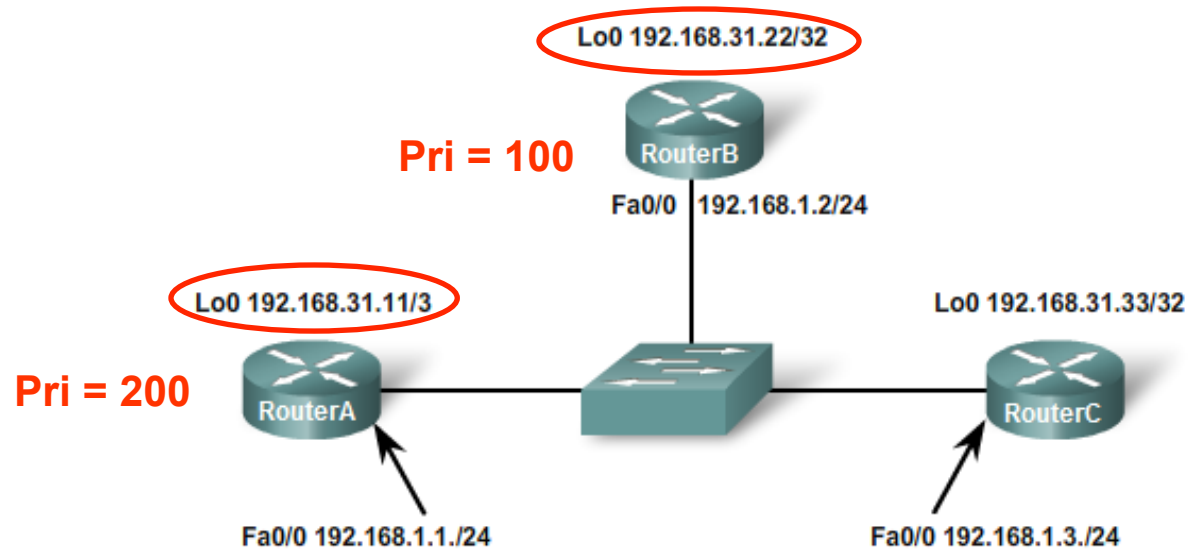 Lo0 192.168.31.22/32
Pri = 100
RouterB
Fa0/0 192.168.1.2/24
Lo0 192.168.31.11/3
Lo0 192.168.31.33/32
Pri = 200
RouterA
RouterC
Fa0/0 192.168.1.1./24
Fa0/0 192.168.1.3./24